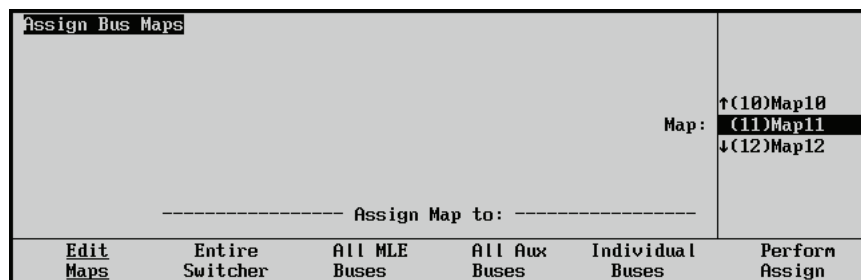 Assign Bus Maps
↑(10)Map10
Map: (11)Map11
↓(12)Map12
----------------- Assign Map to: -----------------
Edit Entire All MLE All Aux Individual Perform
Maps Switcher Buses Buses Buses Assign